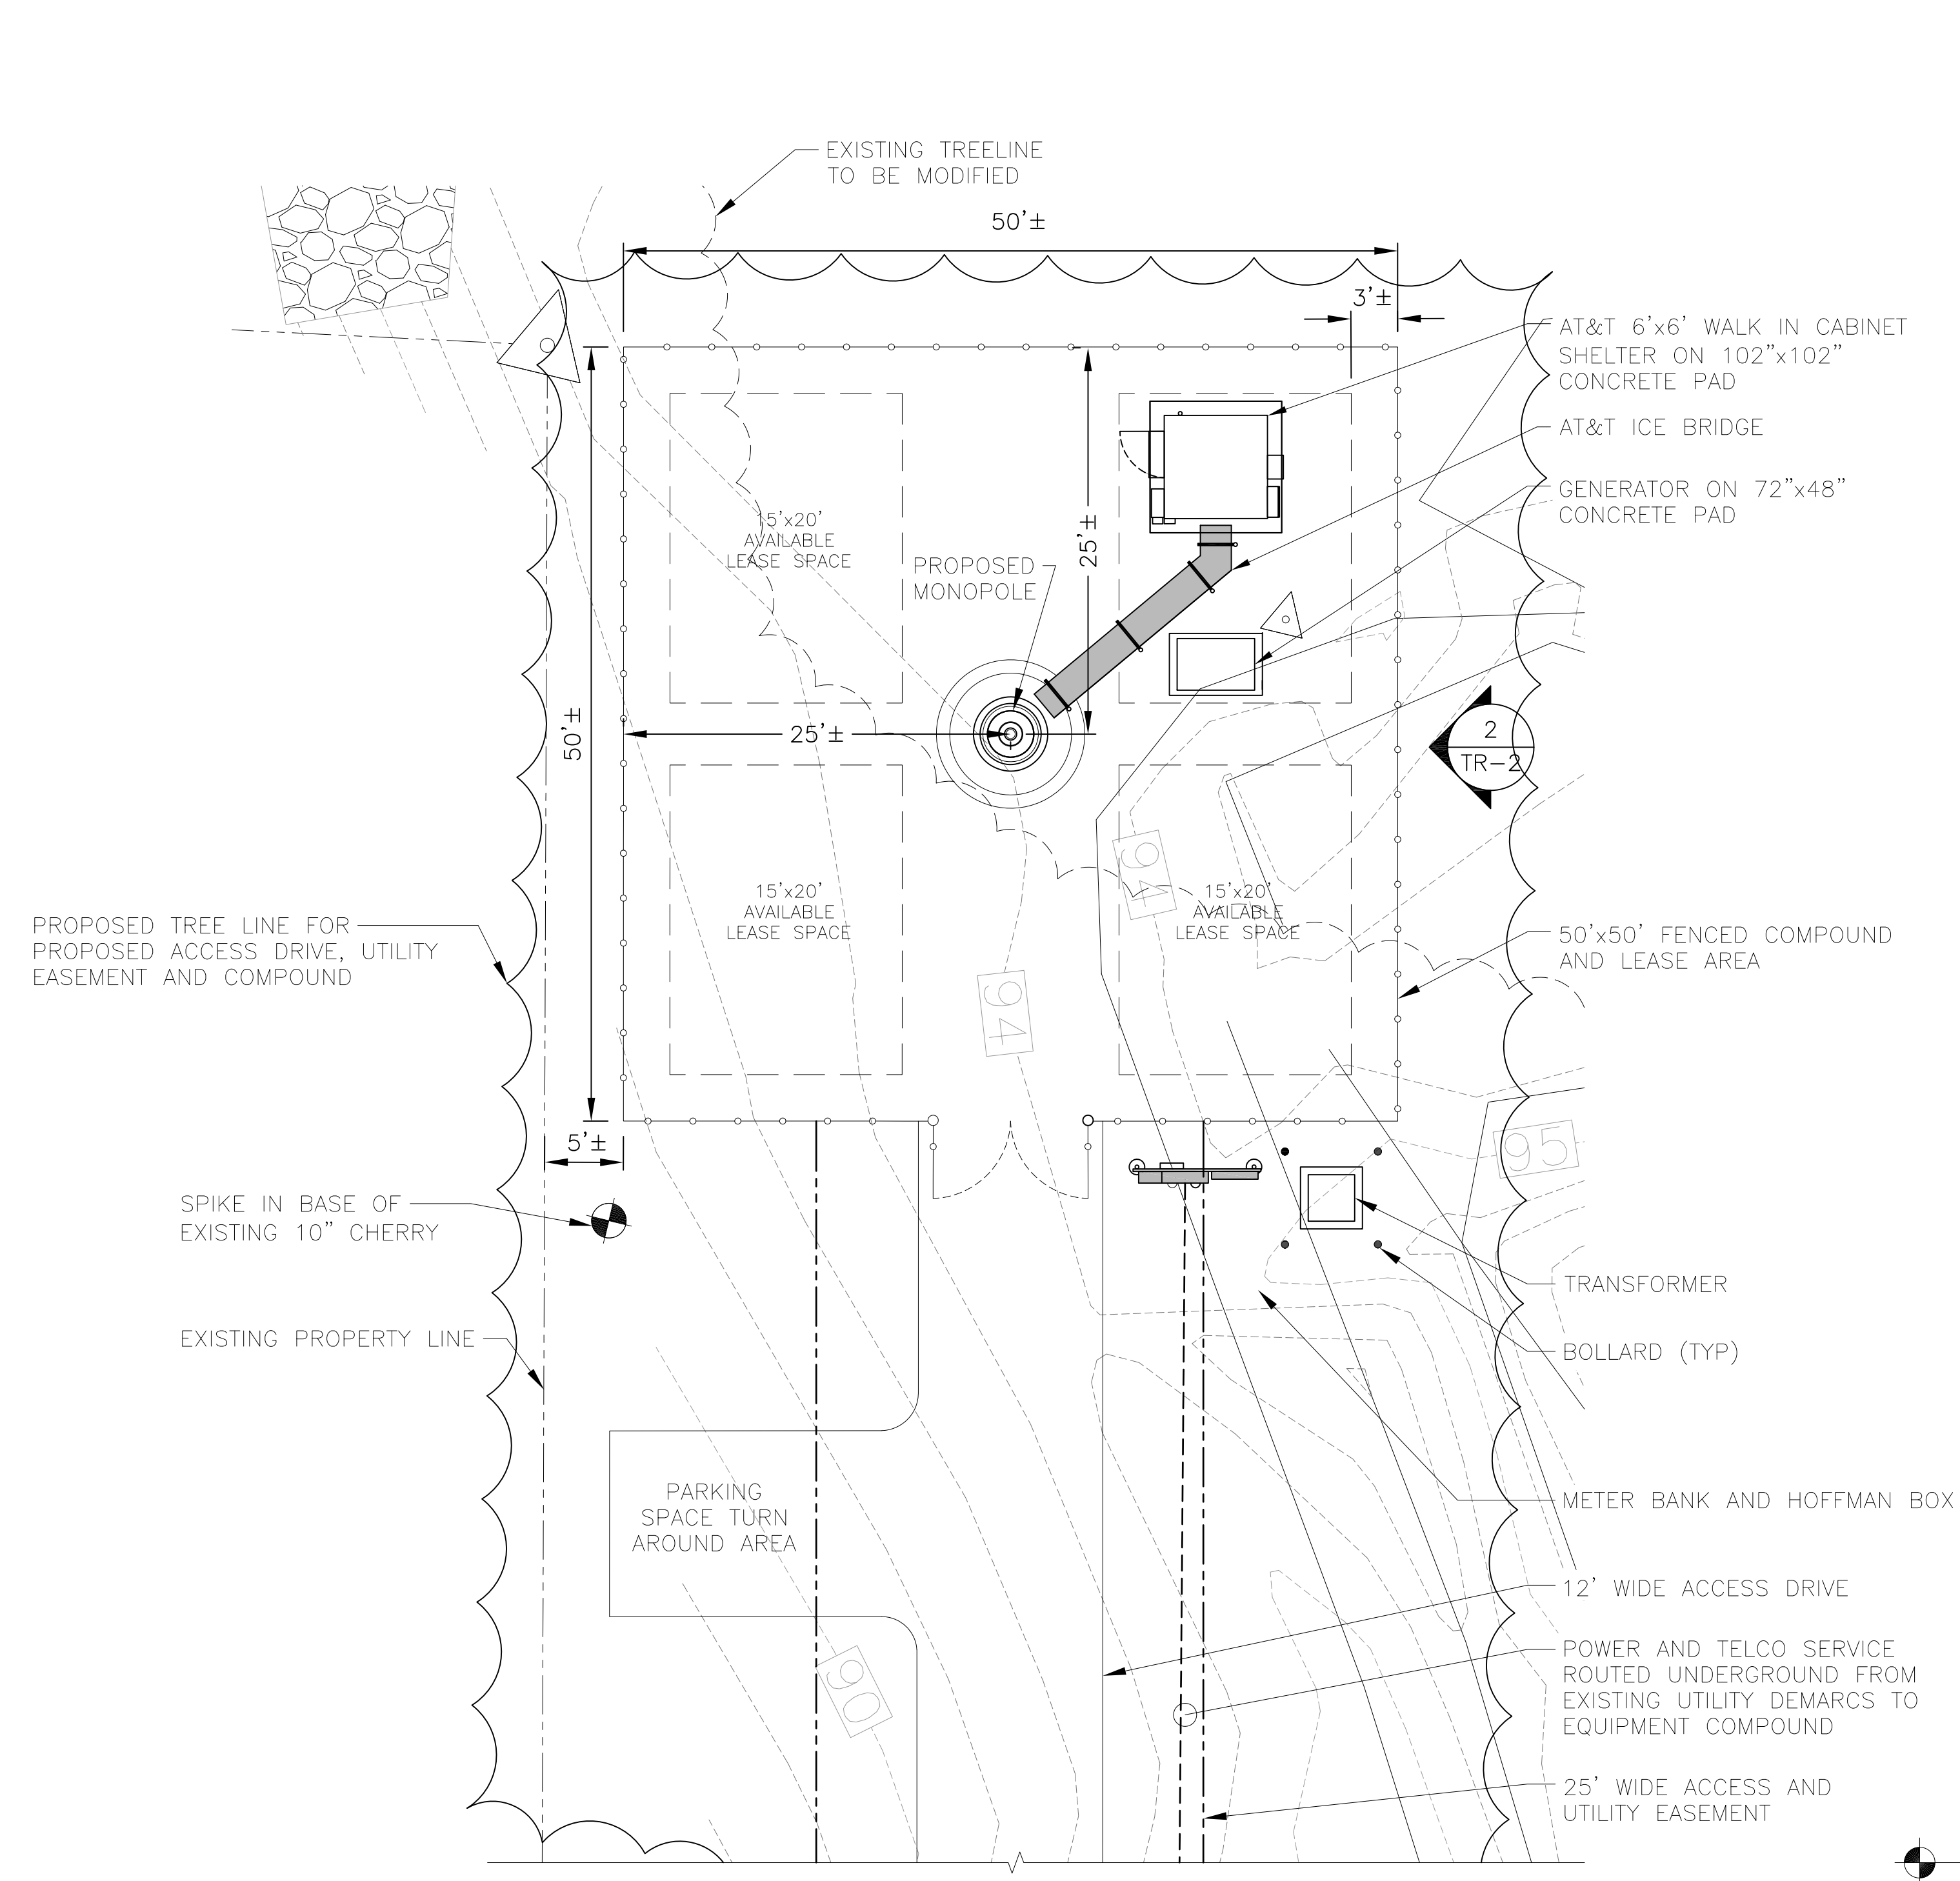 EXISTING TREELINE
TO BE MODIFIED
50'±
3'±
AT&T 6'x6' WALK IN CABINET
SHELTER ON 102"x102"
CONCRETE PAD
AT&T ICE BRIDGE
GENERATOR ON 72"x48"
CONCRETE PAD
15'x20'
AVAILABLE
LEASE SPACE
25'±
PROPOSED
MONOPOLE
50'±
25'±
2
TR-2
94
15'x20'
AVAILABLE
LEASE SPACE
15'x20'
AVAILABLE
LEASE SPACE
PROPOSED TREE LINE FOR
PROPOSED ACCESS DRIVE, UTILITY
EASEMENT AND COMPOUND
50'x50' FENCED COMPOUND
AND LEASE AREA
94
5'±
95
SPIKE IN BASE OF
EXISTING 10" CHERRY
TRANSFORMER
EXISTING PROPERTY LINE
BOLLARD (TYP)
PARKING
SPACE TURN
AROUND AREA
METER BANK AND HOFFMAN BOX
12' WIDE ACCESS DRIVE
90
POWER AND TELCO SERVICE
ROUTED UNDERGROUND FROM
EXISTING UTILITY DEMARCS TO
EQUIPMENT COMPOUND
25' WIDE ACCESS AND
UTILITY EASEMENT